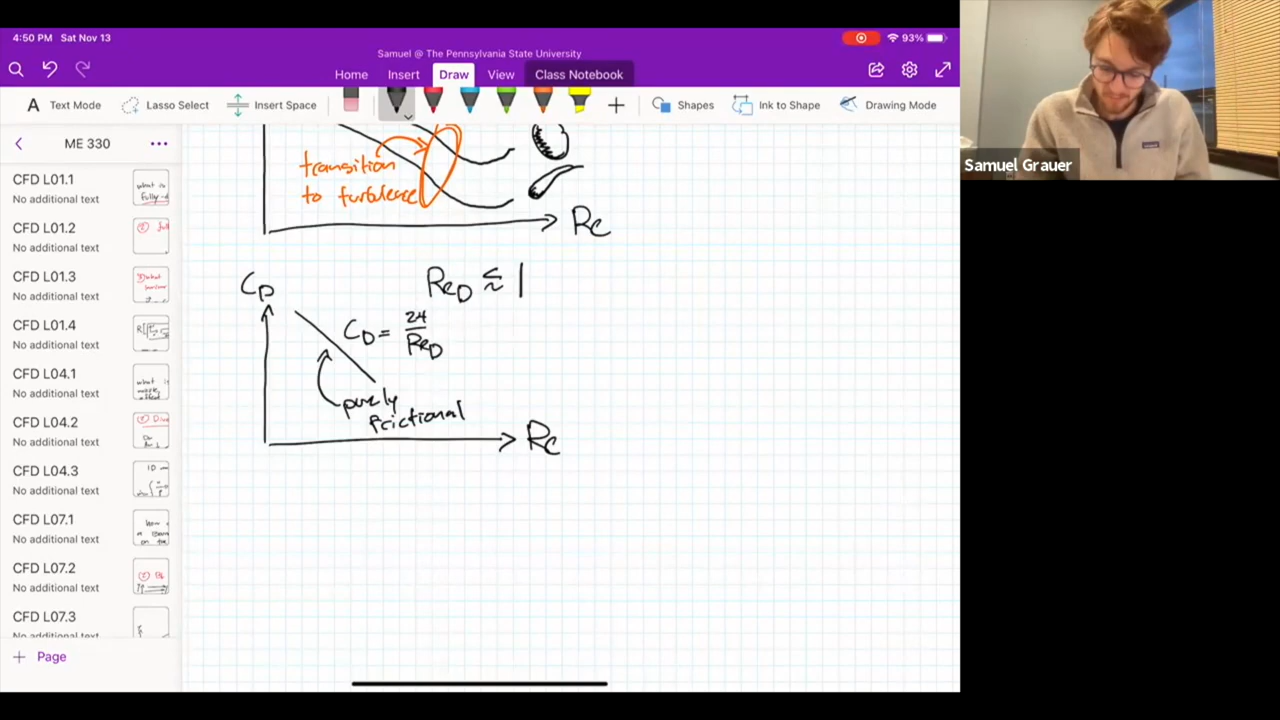 4:50 PM Sat Nov 13
93%
Samuel @ The Pennsylvania State University
Home Insert Draw View Class Notebook
A Text Mode Lasso Select Insert Space Shapes Ink to Shape Drawing Mode
ME 330
CFD L01.1
No additional text
CFD L01.2
No additional text
CFD L01.3
No additional text
CFD L01.4
No additional text
CFD L04.1
No additional text
CFD L04.2
No additional text
CFD L04.3
No additional text
CFD L07.1
No additional text
CFD L07.2
No additional text
CFD L07.3
No additional text
+ Page
transition
to turbulence
Re
C_D
Re_D ≲ 1
C_D = 24/Re_D
purely
frictional
Re
Samuel Grauer